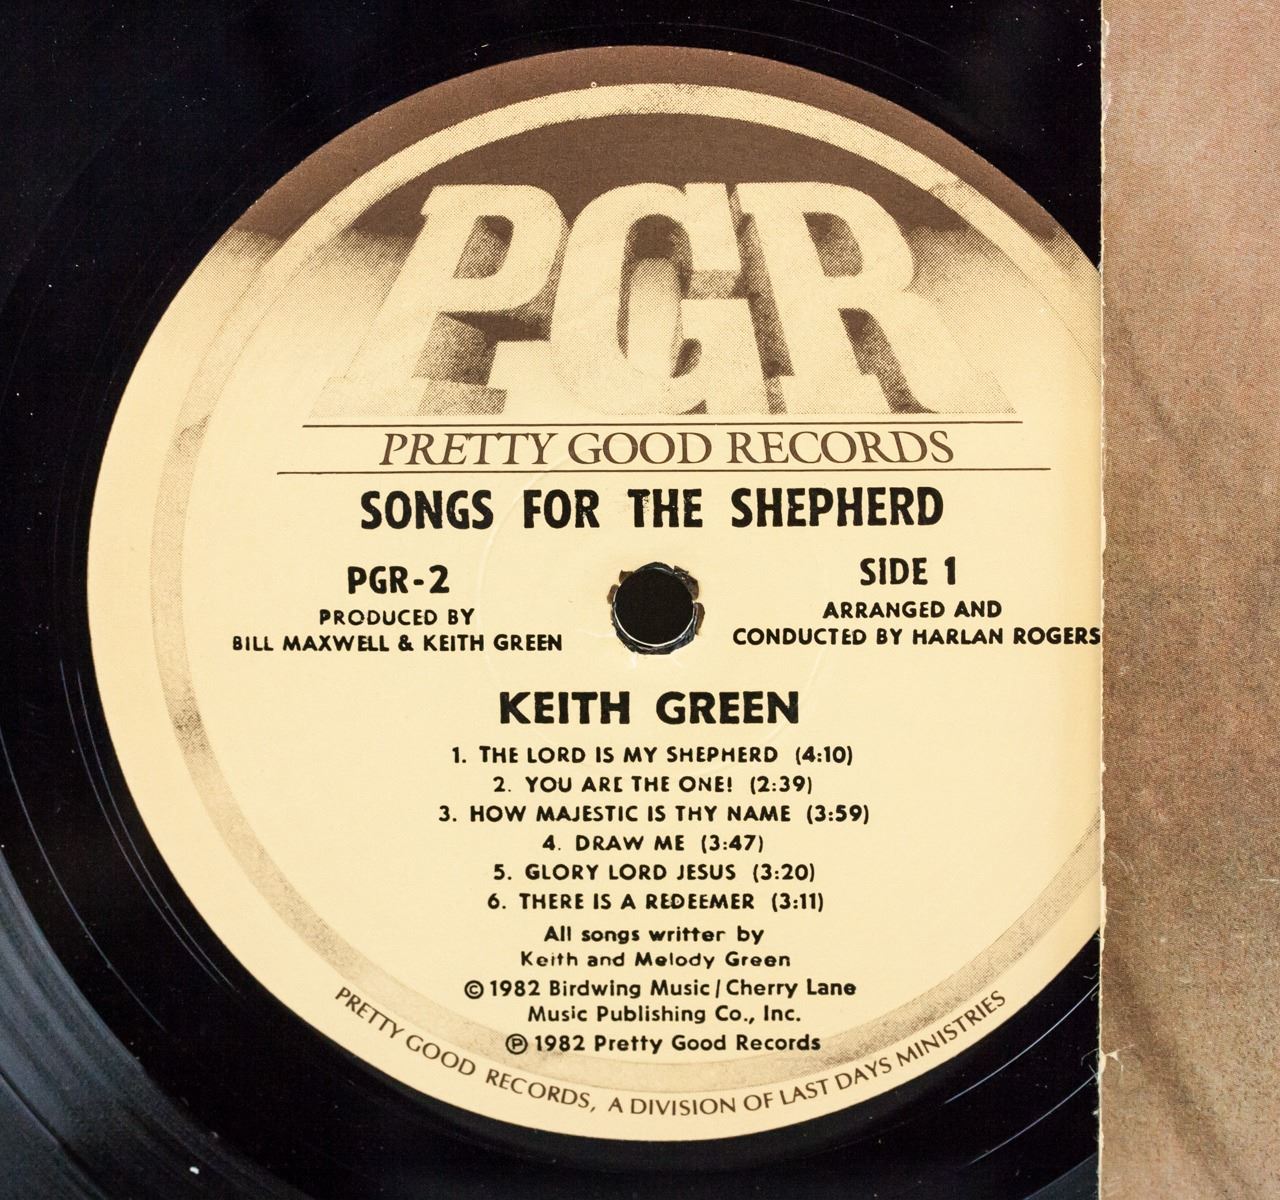 PGR
PRETTY GOOD RECORDS
SONGS FOR THE SHEPHERD
PGR-2
PRODUCED BY
BILL MAXWELL & KEITH GREEN
SIDE 1
ARRANGED AND
CONDUCTED BY HARLAN ROGERS
KEITH GREEN
1. THE LORD IS MY SHEPHERD (4:10)
2. YOU ARE THE ONE! (2:39)
3. HOW MAJESTIC IS THY NAME (3:59)
4. DRAW ME (3:47)
5. GLORY LORD JESUS (3:20)
6. THERE IS A REDEEMER (3:11)
All songs writter by
Keith and Melody Green
© 1982 Birdwing Music / Cherry Lane
Music Publishing Co., Inc.
℗ 1982 Pretty Good Records
PRETTY GOOD RECORDS, A DIVISION OF LAST DAYS MINISTRIES